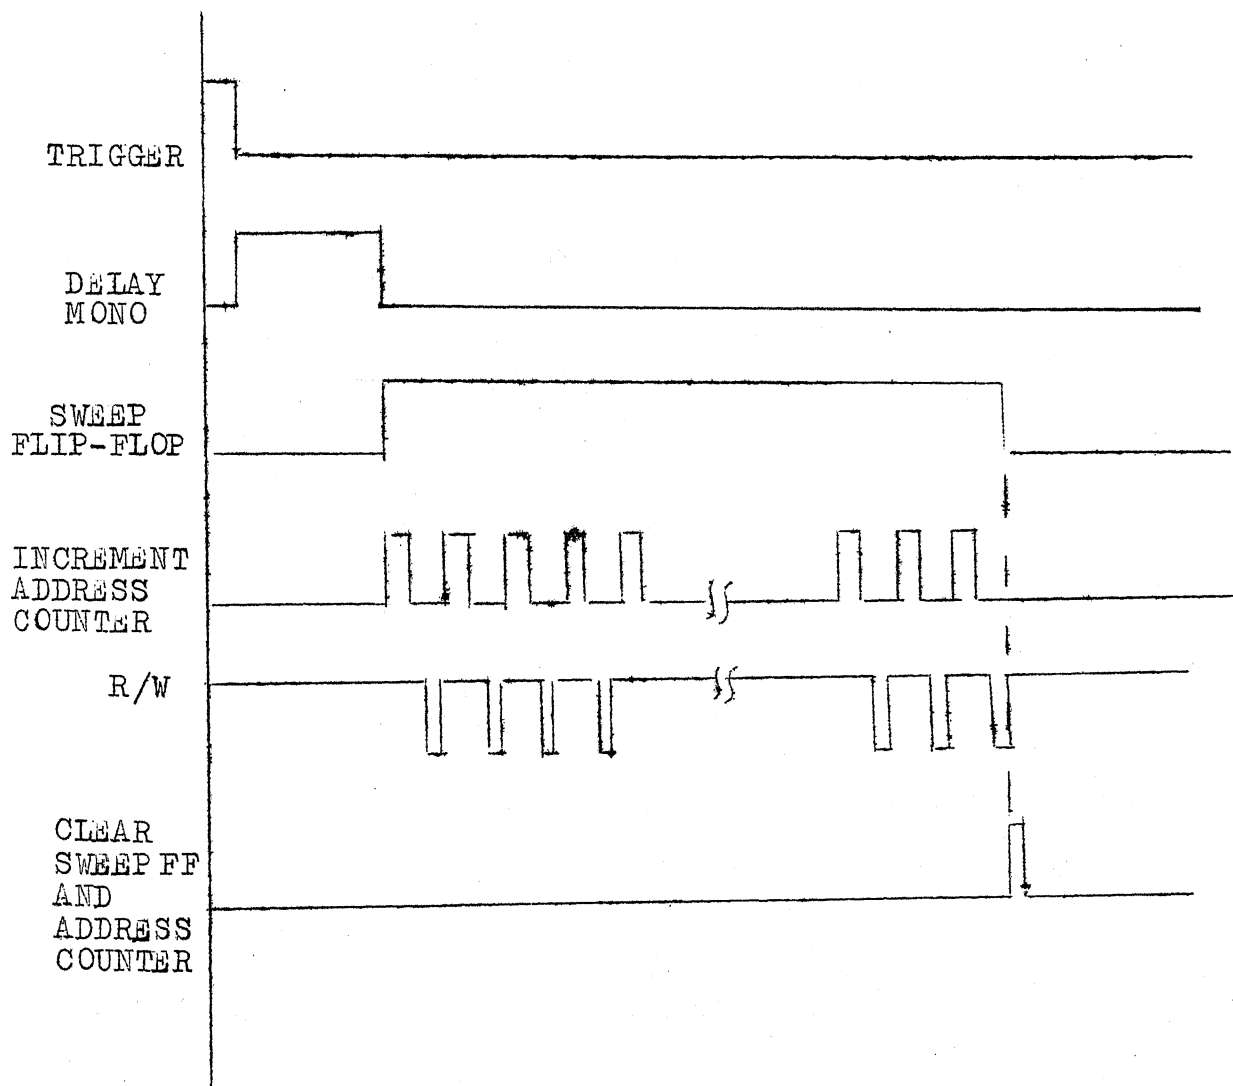 TRIGGER
DELAY
MONO
SWEEP
FLIP-FLOP
INCREMENT
ADDRESS
COUNTER
R/W
CLEAR
SWEEP FF
AND
ADDRESS
COUNTER